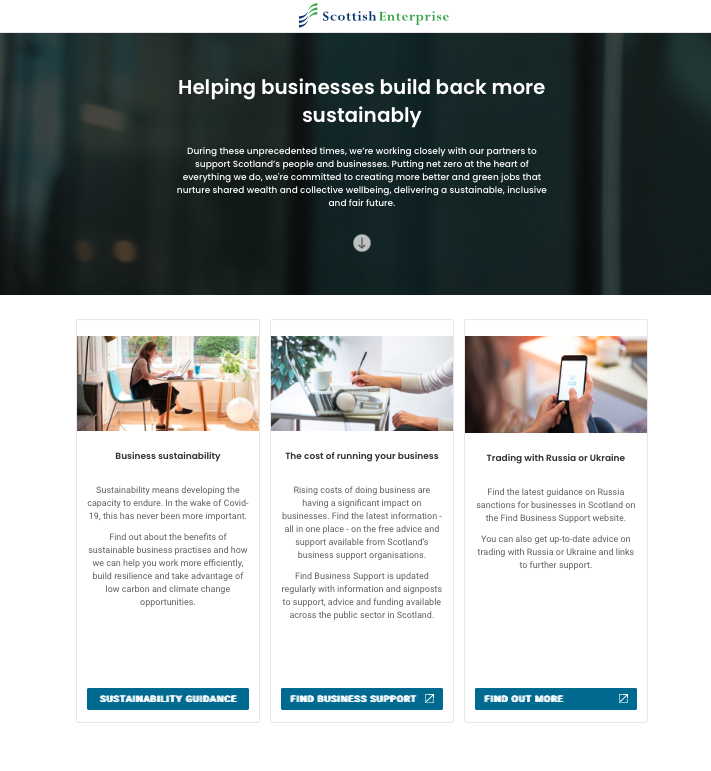 Scottish Enterprise
Helping businesses build back more
sustainably
During these unprecedented times, we're working closely with our partners to
support Scotland's people and businesses. Putting net zero at the heart of
everything we do, we're committed to creating more better and green jobs that
nurture shared wealth and collective wellbeing, delivering a sustainable, inclusive
and fair future.
Business sustainability
Sustainability means developing the
capacity to endure. In the wake of Covid-
19, this has never been more important.
Find out about the benefits of
sustainable business practises and how
we can help you work more efficiently,
build resilience and take advantage of
low carbon and climate change
opportunities.
SUSTAINABILITY GUIDANCE
The cost of running your business
Rising costs of doing business are
having a significant impact on
businesses. Find the latest information -
all in one place - on the free advice and
support available from Scotland's
business support organisations.
Find Business Support is updated
regularly with information and signposts
to support, advice and funding available
across the public sector in Scotland.
FIND BUSINESS SUPPORT
Trading with Russia or Ukraine
Find the latest guidance on Russia
sanctions for businesses in Scotland on
the Find Business Support website.
You can also get up-to-date advice on
trading with Russia or Ukraine and links
to further support.
FIND OUT MORE